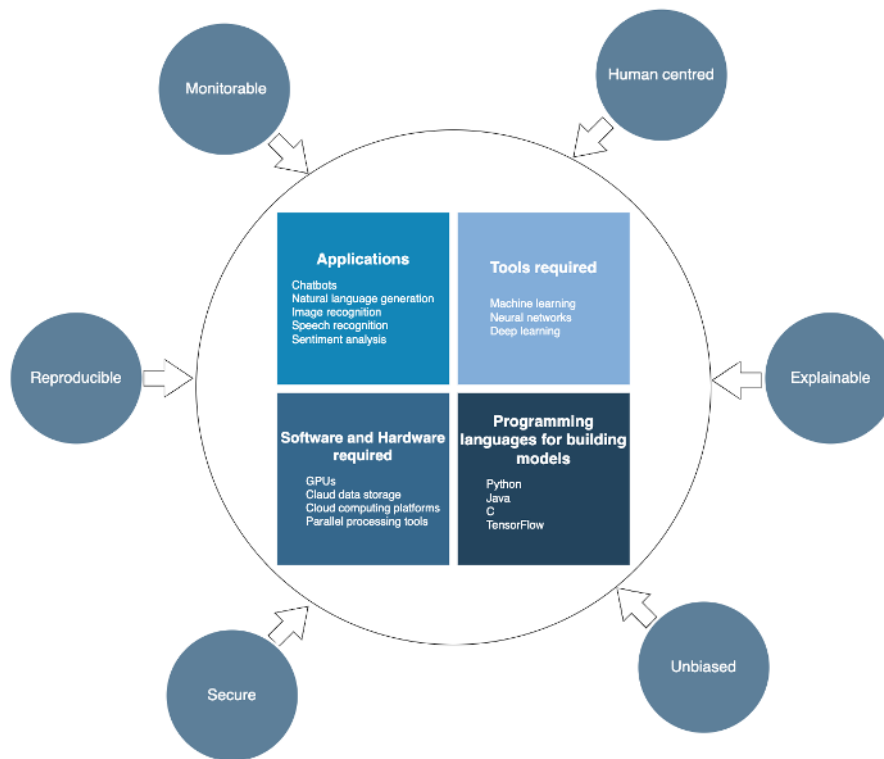 Monitorable
Human centred
Applications
Chatbots
Natural language generation
Image recognition
Speech recognition
Sentiment analysis
Tools required
Machine learning
Neural networks
Deep learning
Reproducible
Explainable
Software and Hardware
required
GPUs
Claud data storage
Cloud computing platforms
Parallel processing tools
Programming
languages for building
models
Python
Java
C
TensorFlow
Secure
Unbiased